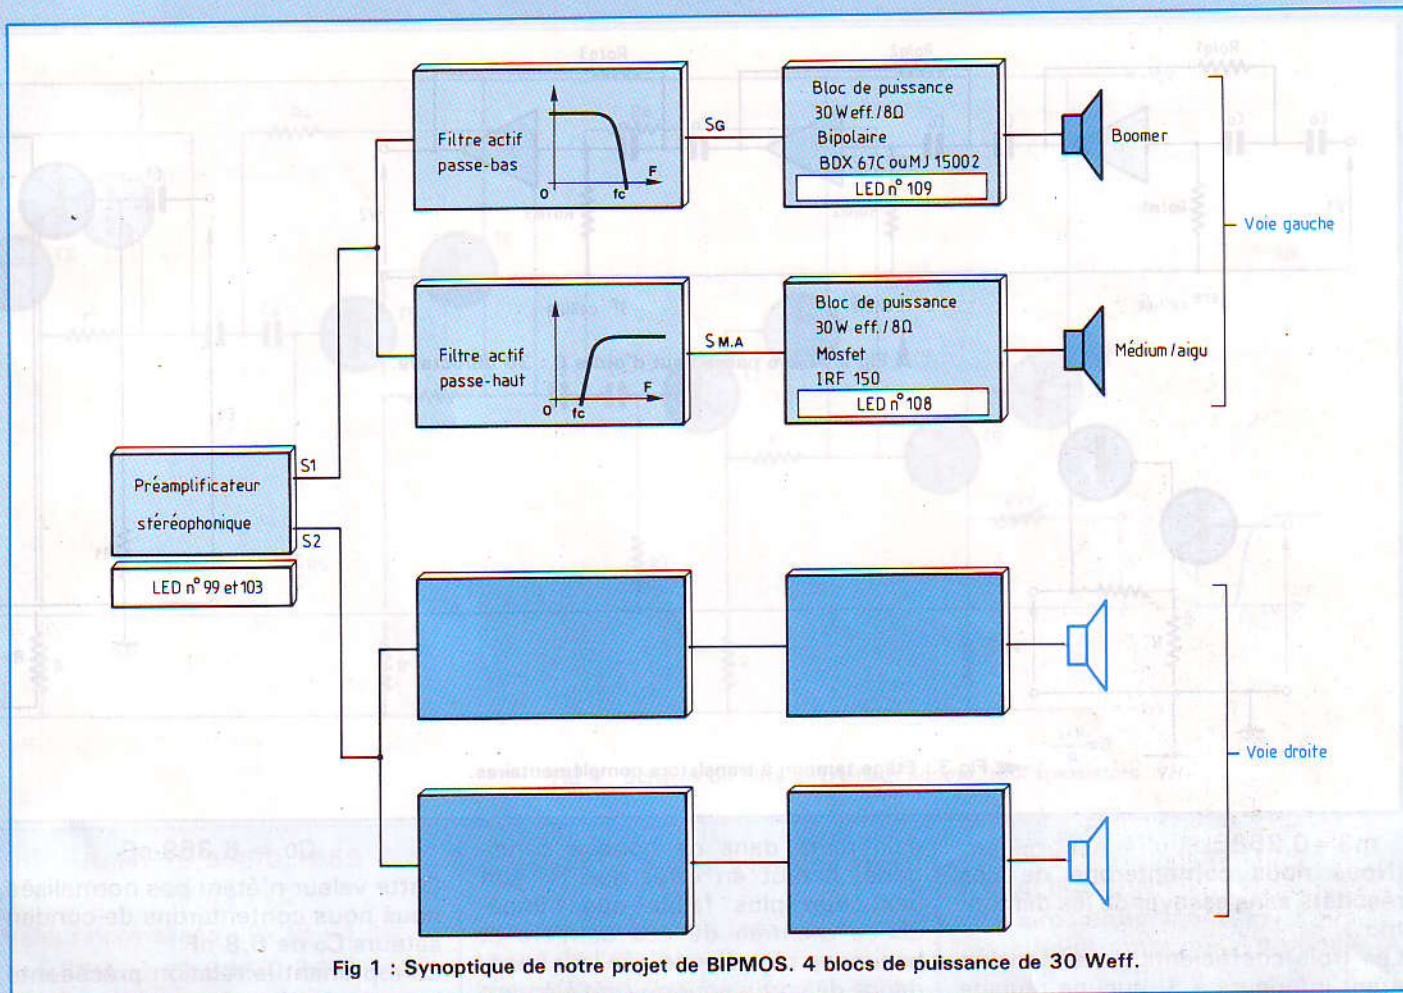 Filtre actif
passe-bas
0
fc
F
SG
Bloc de puissance
30 W eff./8Ω
Bipolaire
BDX 67C ou MJ 15002
LED n° 109
Boomer
Voie gauche
Filtre actif
passe-haut
0
fc
F
S M.A
Bloc de puissance
30 W eff./8Ω
Mosfet
IRF 150
LED n° 108
Médium/aigu
Préamplificateur
stéréophonique
S1
S2
LED n° 99 et 103
Voie droite
Fig 1 : Synoptique de notre projet de BIPMOS. 4 blocs de puissance de 30 Weff.